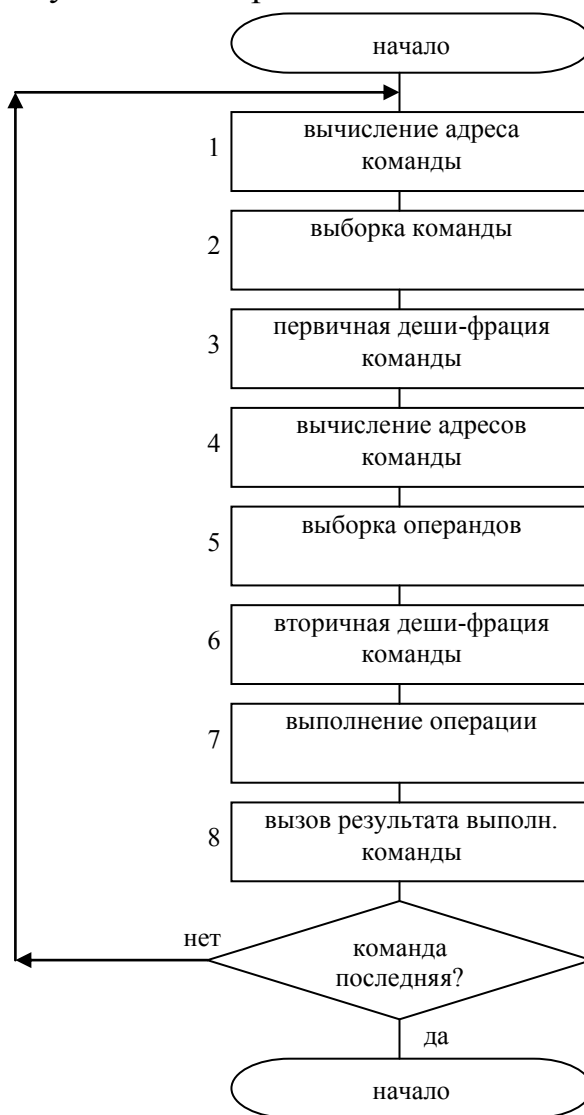 начало
1
вычисление адреса
команды
2
выборка команды
3
первичная деши-фрация
команды
4
вычисление адресов
команды
5
выборка операндов
6
вторичная деши-фрация
команды
7
выполнение операции
8
вызов результата выполн.
команды
нет
команда
последняя?
да
начало